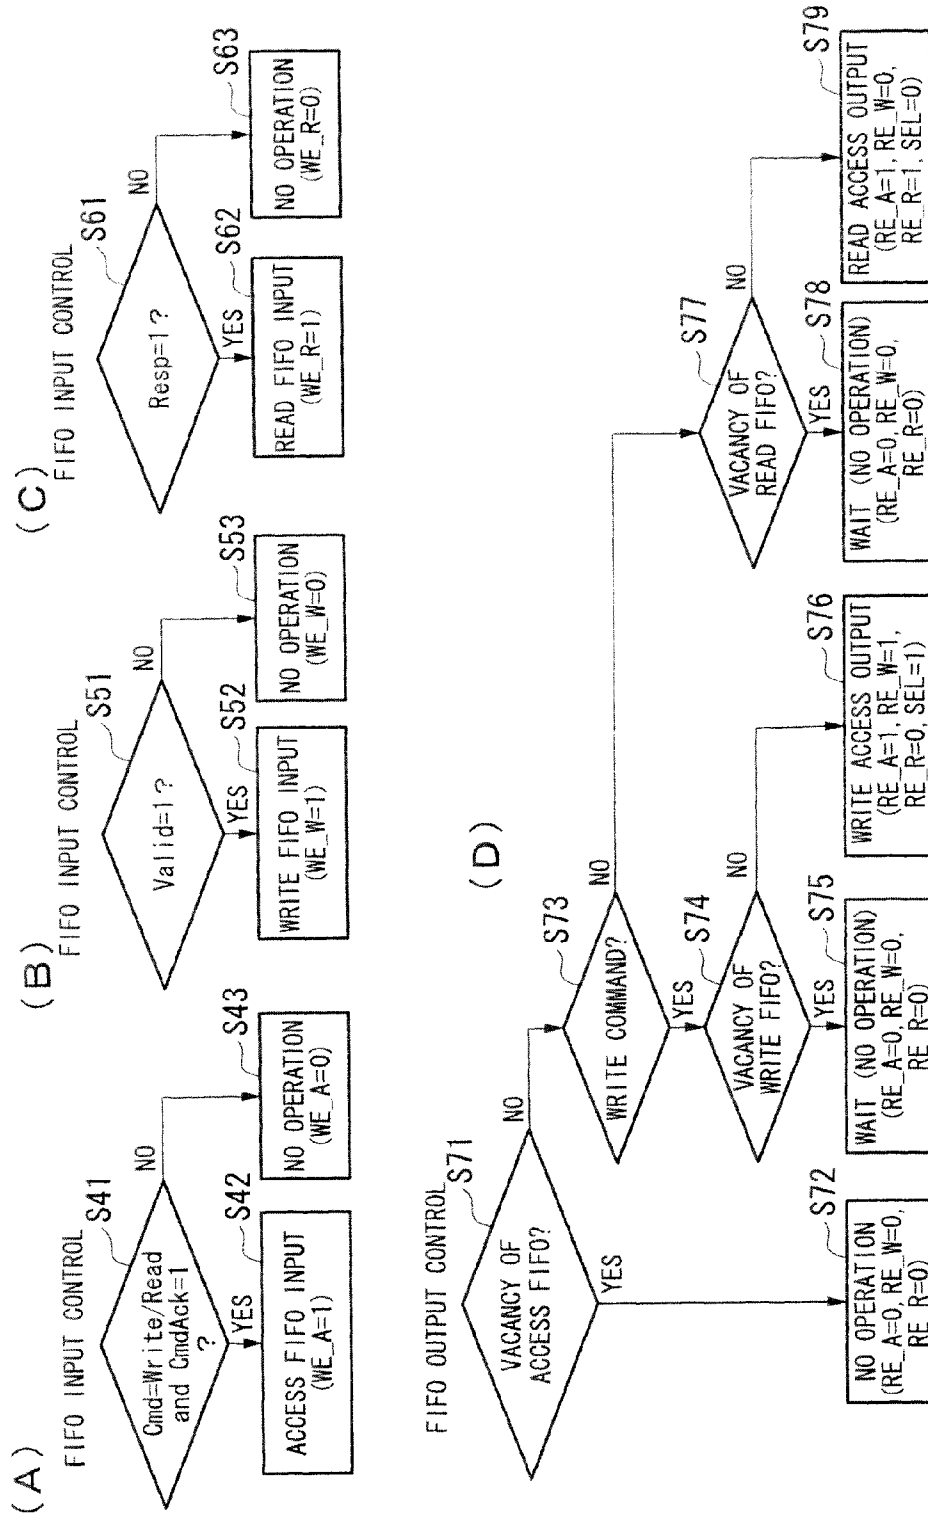 (A)
FIFO INPUT CONTROL
S41
Cmd=Write/Read
and CmdAck=1
?
NO
YES
S42
ACCESS FIFO INPUT
(WE_A=1)
S43
NO OPERATION
(WE_A=0)
(B)
FIFO INPUT CONTROL
S51
Valid=1?
NO
YES
S52
WRITE FIFO INPUT
(WE_W=1)
S53
NO OPERATION
(WE_W=0)
(C)
FIFO INPUT CONTROL
S61
Resp=1?
NO
YES
S62
READ FIFO INPUT
(WE_R=1)
S63
NO OPERATION
(WE_R=0)
(D)
FIFO OUTPUT CONTROL
S71
VACANCY OF
ACCESS FIFO?
NO
YES
S72
NO OPERATION
(RE_A=0, RE_W=0,
RE_R=0)
S73
WRITE COMMAND?
NO
YES
S74
VACANCY OF
WRITE FIFO?
NO
YES
S75
WAIT (NO OPERATION)
(RE_A=0, RE_W=0,
RE_R=0)
S76
WRITE ACCESS OUTPUT
(RE_A=1, RE_W=1,
RE_R=0, SEL=1)
S77
VACANCY OF
READ FIFO?
NO
YES
S78
WAIT (NO OPERATION)
(RE_A=0, RE_W=0,
RE_R=0)
S79
READ ACCESS OUTPUT
(RE_A=1, RE_W=0,
RE_R=1, SEL=0)